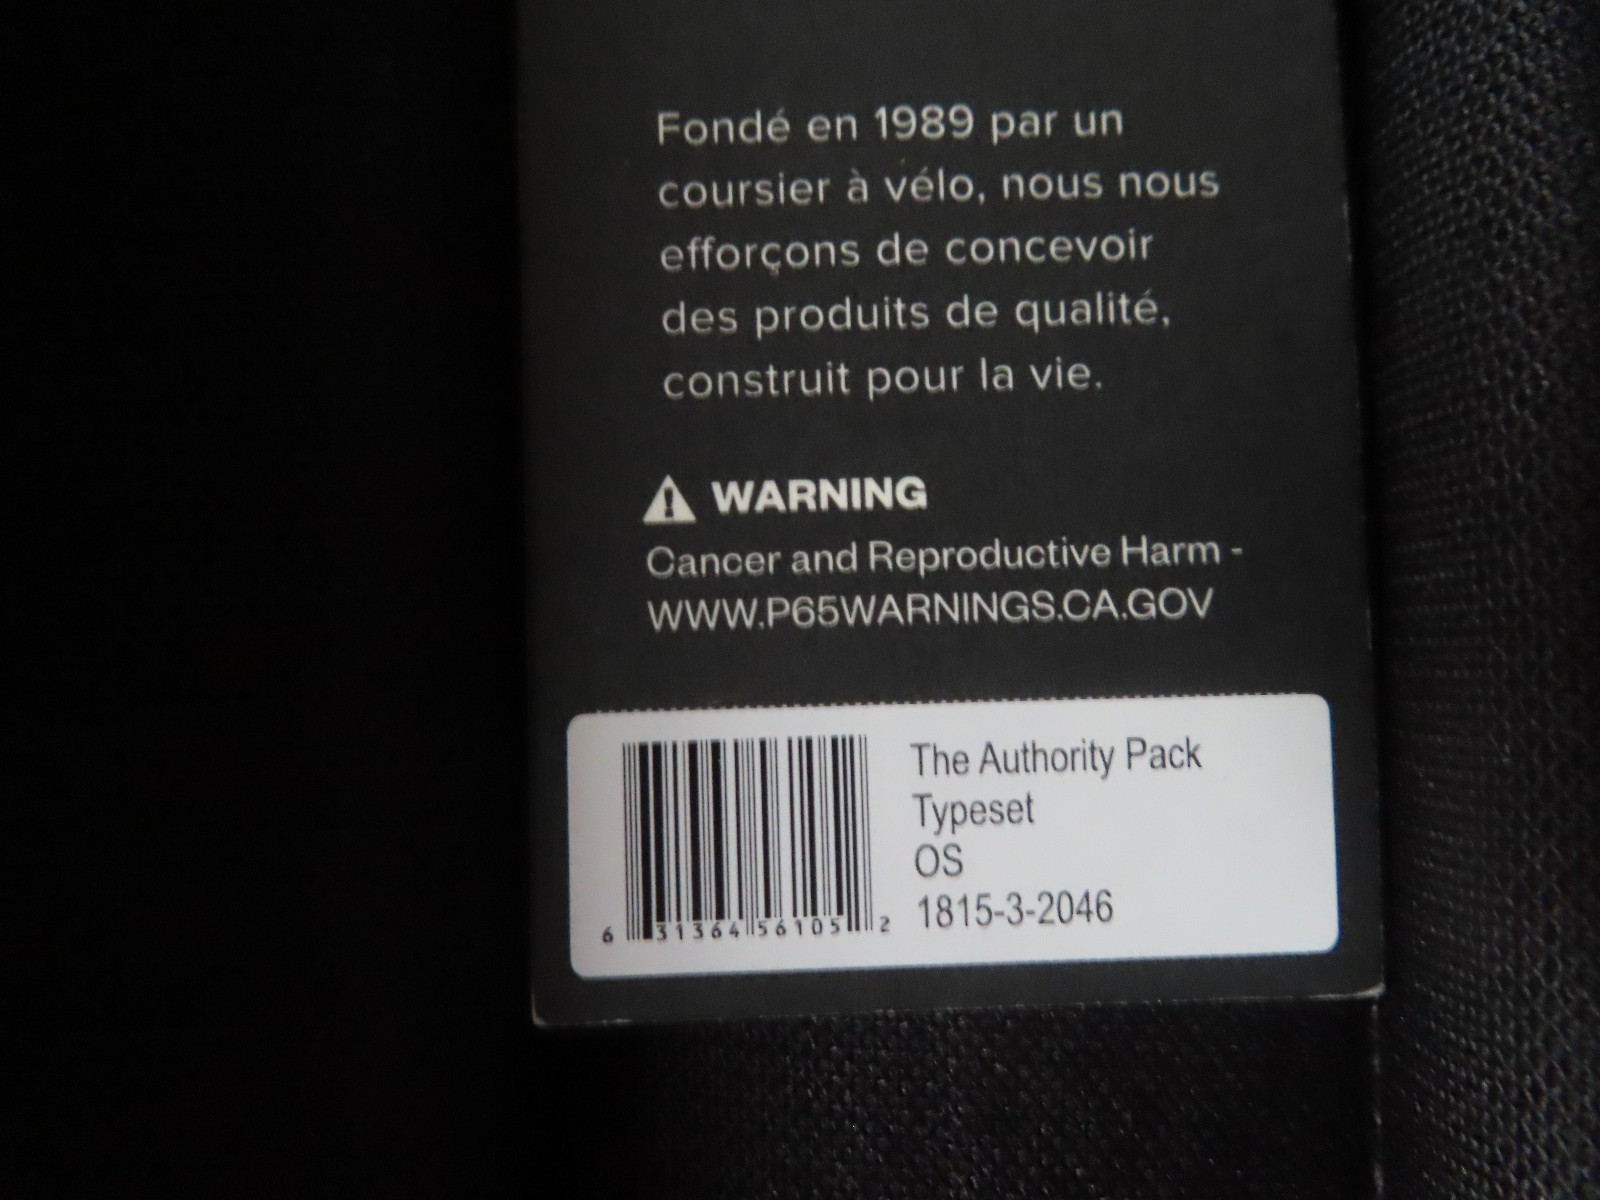 Fondé en 1989 par un
coursier à vélo, nous nous
efforçons de concevoir
des produits de qualité,
construit pour la vie.
WARNING
Cancer and Reproductive Harm -
WWW.P65WARNINGS.CA.GOV
The Authority Pack
Typeset
OS
1815-3-2046
6 31364 56105 2